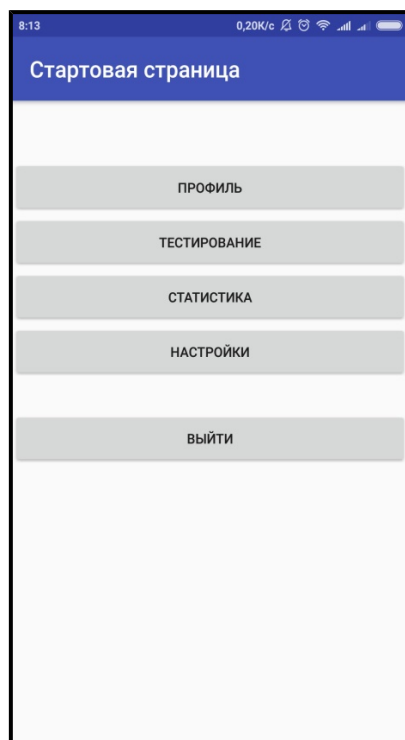 8:13 0,20K/c
Стартовая страница
ПРОФИЛЬ
ТЕСТИРОВАНИЕ
СТАТИСТИКА
НАСТРОЙКИ
ВЫЙТИ